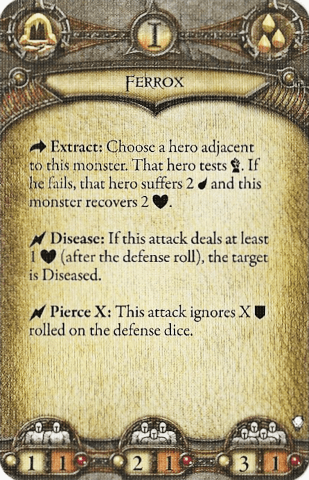 I
FERROX
Extract: Choose a hero adjacent
to this monster. That hero tests . If
he fails, that hero suffers 2 and this
monster recovers 2 .
Disease: If this attack deals at least
1 (after the defense roll), the target
is Diseased.
Pierce X: This attack ignores X
rolled on the defense dice.
1 1 2 1 3 1